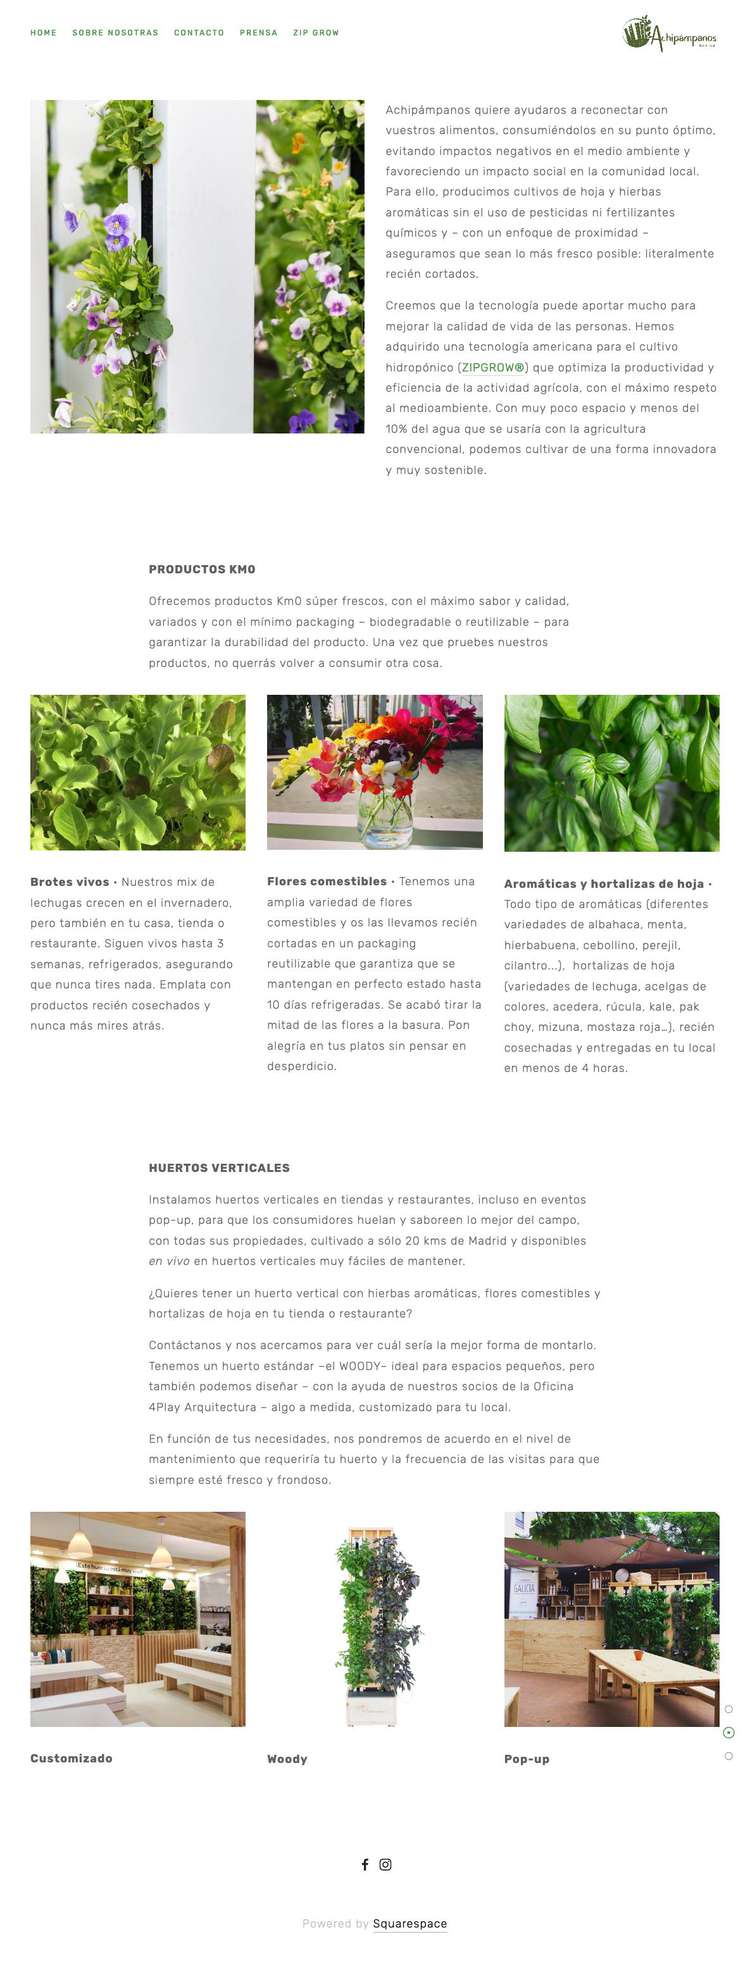 HOME SOBRE NOSOTRAS CONTACTO PRENSA ZIP GROW
Achipámpanos
Achipámpanos quiere ayudaros a reconectar con
vuestros alimentos, consumiéndolos en su punto óptimo,
evitando impactos negativos en el medio ambiente y
favoreciendo un impacto social en la comunidad local.
Para ello, producimos cultivos de hoja y hierbas
aromáticas sin el uso de pesticidas ni fertilizantes
químicos y – con un enfoque de proximidad –
aseguramos que sean lo más fresco posible: literalmente
recién cortados.
Creemos que la tecnología puede aportar mucho para
mejorar la calidad de vida de las personas. Hemos
adquirido una tecnología americana para el cultivo
hidropónico (ZIPGROW®) que optimiza la productividad y
eficiencia de la actividad agrícola, con el máximo respeto
al medioambiente. Con muy poco espacio y menos del
10% del agua que se usaría con la agricultura
convencional, podemos cultivar de una forma innovadora
y muy sostenible.
PRODUCTOS KM0
Ofrecemos productos Km0 súper frescos, con el máximo sabor y calidad,
variados y con el mínimo packaging – biodegradable o reutilizable – para
garantizar la durabilidad del producto. Una vez que pruebes nuestros
productos, no querrás volver a consumir otra cosa.
Brotes vivos · Nuestros mix de
lechugas crecen en el invernadero,
pero también en tu casa, tienda o
restaurante. Siguen vivos hasta 3
semanas, refrigerados, asegurando
que nunca tires nada. Emplata con
productos recién cosechados y
nunca más mires atrás.
Flores comestibles · Tenemos una
amplia variedad de flores
comestibles y os las llevamos recién
cortadas en un packaging
reutilizable que garantiza que se
mantengan en perfecto estado hasta
10 días refrigeradas. Se acabó tirar la
mitad de las flores a la basura. Pon
alegría en tus platos sin pensar en
desperdicio.
Aromáticas y hortalizas de hoja ·
Todo tipo de aromáticas (diferentes
variedades de albahaca, menta,
hierbabuena, cebollino, perejil,
cilantro...), hortalizas de hoja
(variedades de lechuga, acelgas de
colores, acedera, rúcula, kale, pak
choy, mizuna, mostaza roja…), recién
cosechadas y entregadas en tu local
en menos de 4 horas.
HUERTOS VERTICALES
Instalamos huertos verticales en tiendas y restaurantes, incluso en eventos
pop-up, para que los consumidores huelan y saboreen lo mejor del campo,
con todas sus propiedades, cultivado a sólo 20 kms de Madrid y disponibles
en vivo en huertos verticales muy fáciles de mantener.
¿Quieres tener un huerto vertical con hierbas aromáticas, flores comestibles y
hortalizas de hoja en tu tienda o restaurante?
Contáctanos y nos acercamos para ver cuál sería la mejor forma de montarlo.
Tenemos un huerto estándar –el WOODY– ideal para espacios pequeños, pero
también podemos diseñar – con la ayuda de nuestros socios de la Oficina
4Play Arquitectura – algo a medida, customizado para tu local.
En función de tus necesidades, nos pondremos de acuerdo en el nivel de
mantenimiento que requeriría tu huerto y la frecuencia de las visitas para que
siempre esté fresco y frondoso.
GALICIA
Customizado
Woody
Pop-up
Powered by Squarespace